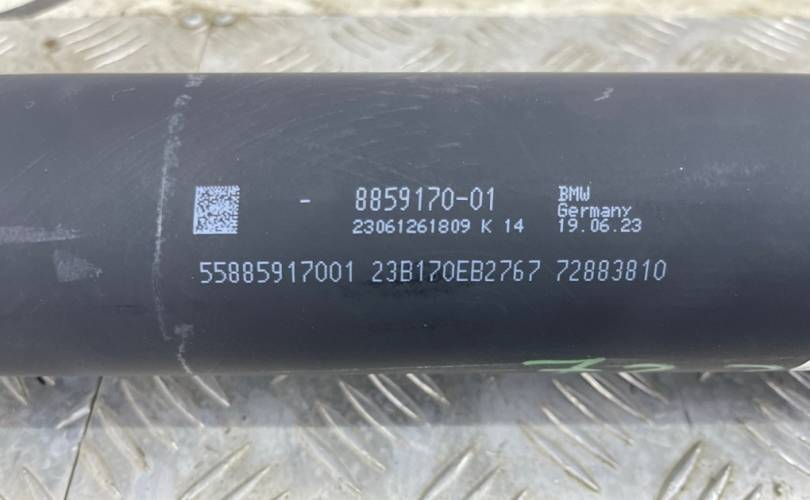 - 8859170-01
23061261809 K 14
BMW
Germany
19.06.23
55885917001 23B170EB2767 72883810